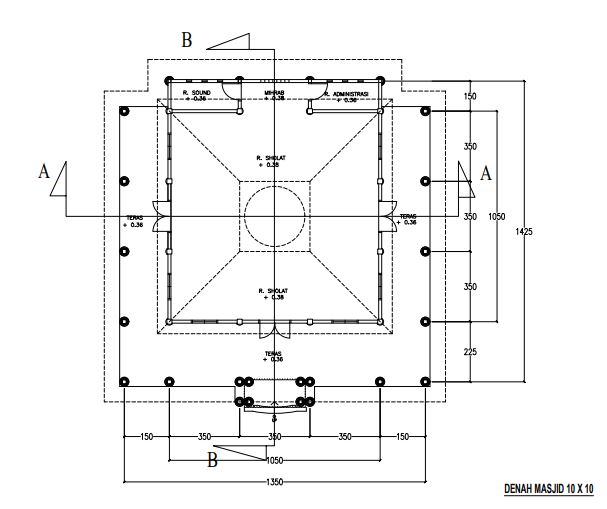 B
R. SOUND
+ 0.36
MIHRAB
+ 0.38
R. ADMINISTRASI
+ 0.36
150
350
R. SHOLAT
+ 0.38
A
A
TERAS
+ 0.36
TERAS
+ 0.36
350
1050
1425
350
R. SHOLAT
+ 0.38
TERAS
+ 0.36
225
150
350
350
350
150
B
1050
1350
DENAH MASJID 10 X 10